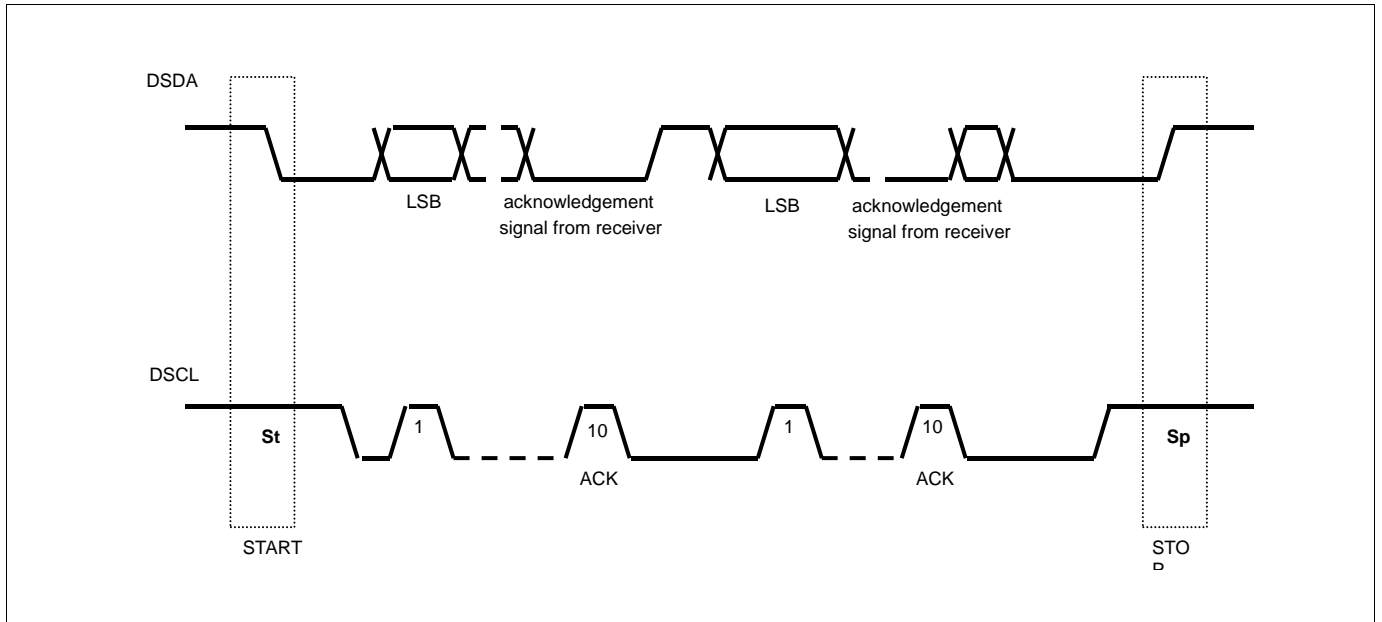 DSDA
LSB
acknowledgement
signal from receiver
LSB
acknowledgement
signal from receiver
DSCL
St
1
10
1
10
Sp
ACK
ACK
START
STO